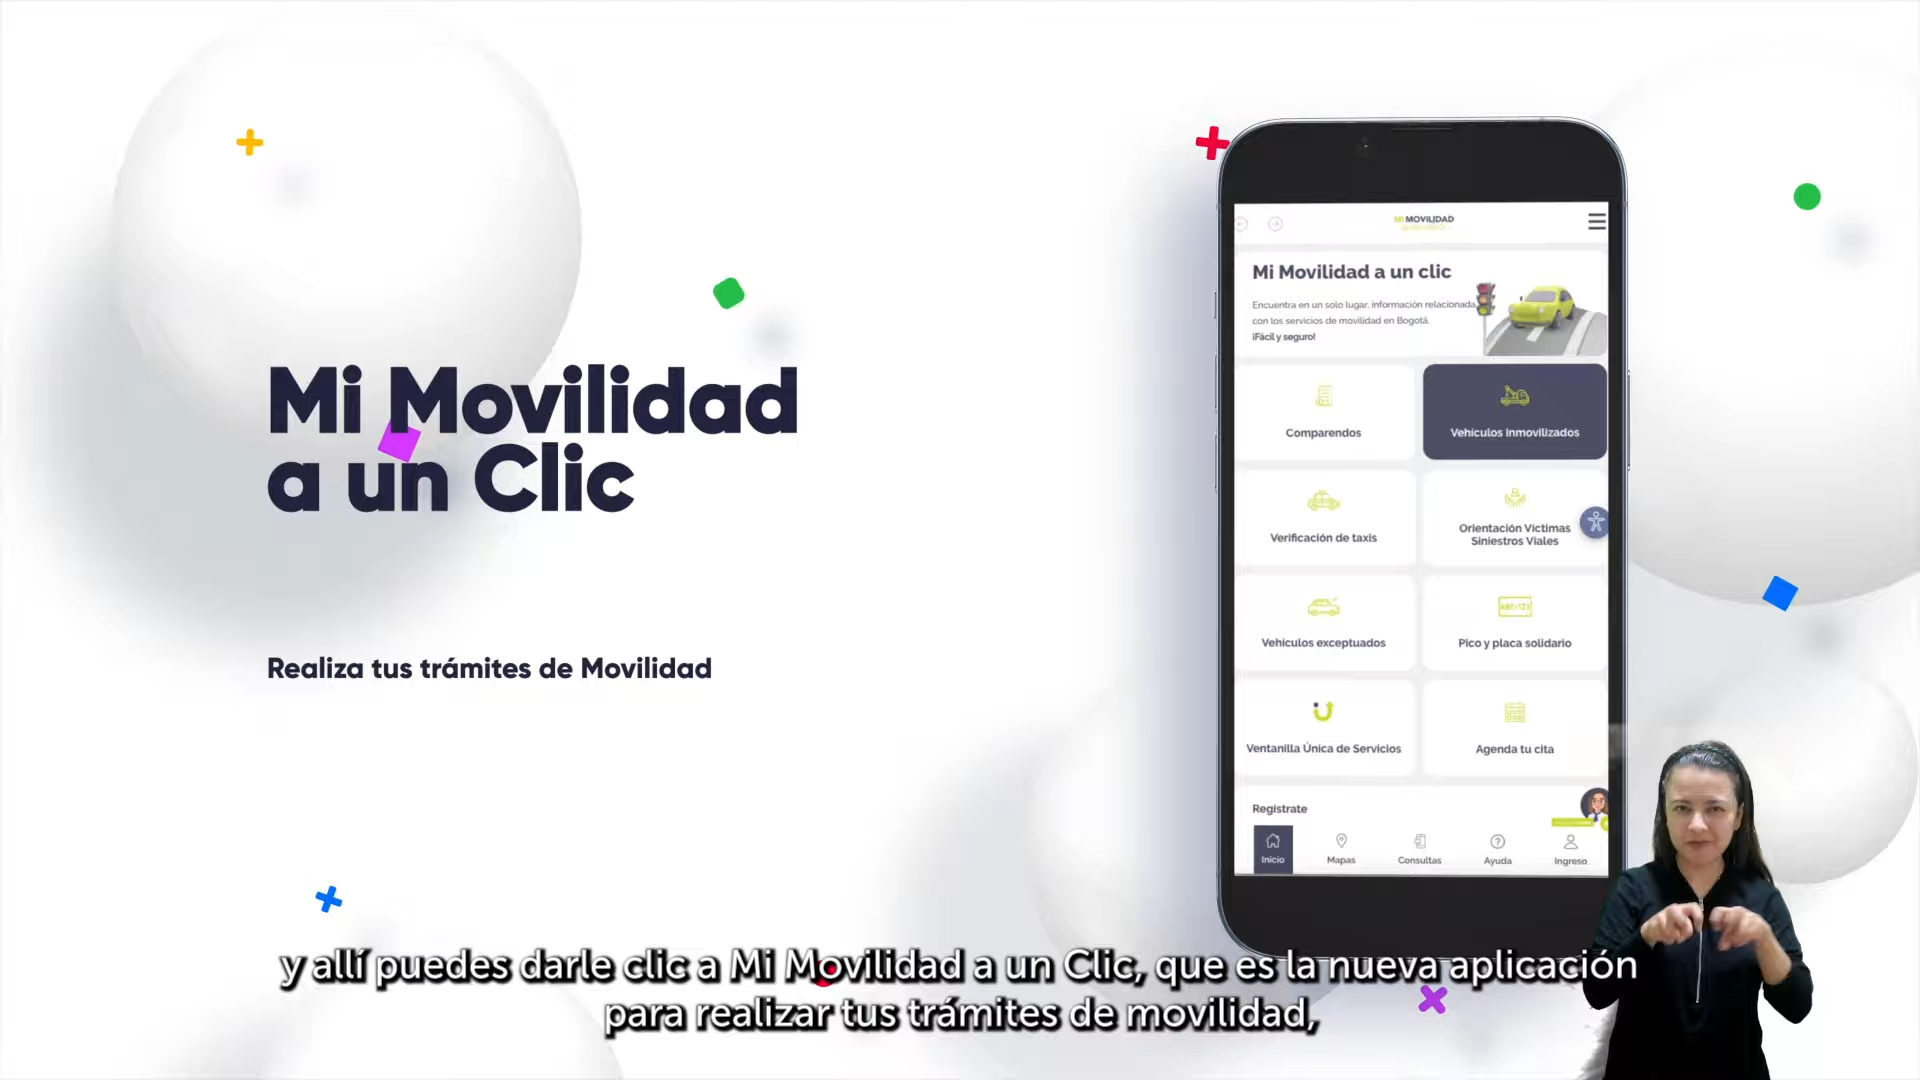 Mi Movilidad
a un Clic
Realiza tus trámites de Movilidad
MI MOVILIDAD
Mi Movilidad a un clic
Encuentra en un solo lugar, información relacionada
con los servicios de movilidad en Bogotá.
¡Fácil y seguro!
Comparendos
Vehículos inmovilizados
Verificación de taxis
Orientación Víctimas
Siniestros Viales
Vehículos exceptuados
ABC-123
Pico y placa solidario
Ventanilla Única de Servicios
Agenda tu cita
Regístrate
Inicio
Mapas
Consultas
Ayuda
Ingreso
y allí puedes darle clic a Mi Movilidad a un Clic, que es la nueva aplicación
para realizar tus trámites de movilidad,